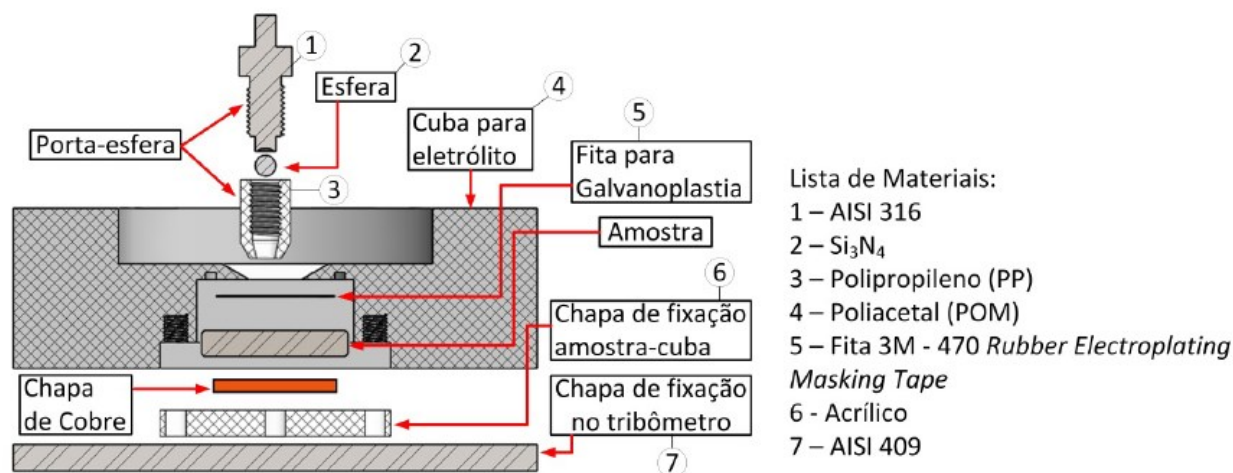 1
2
Esfera
4
5
Porta-esfera
Cuba para
eletrólito
Fita para
Galvanoplastia
3
Amostra
6
Chapa de fixação
amostra-cuba
Chapa
de Cobre
Chapa de fixação
no tribômetro
7
Lista de Materiais:
1 – AISI 316
2 – Si₃N₄
3 – Polipropileno (PP)
4 – Poliacetal (POM)
5 – Fita 3M - 470 Rubber Electroplating
Masking Tape
6 - Acrílico
7 – AISI 409